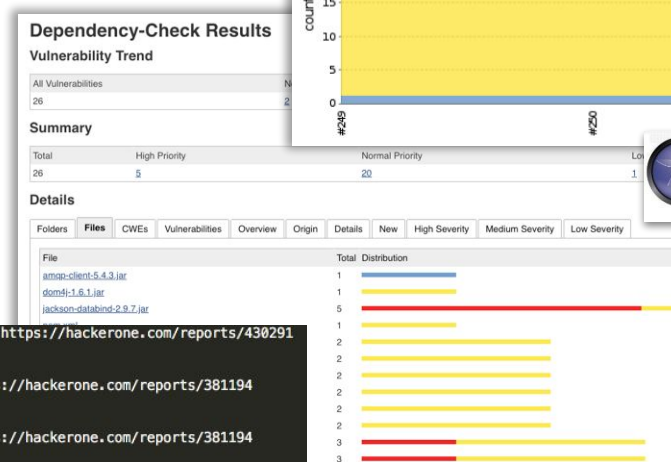 Dependency-Check Results
Vulnerability Trend
All Vulnerabilities
26
2
Summary
Total High Priority Normal Priority
26 5 20 1
Details
Folders Files CWEs Vulnerabilities Overview Origin Details New High Severity Medium Severity Low Severity
File Total Distribution
amqp-client-5.4.3.jar 1
dom4j-1.6.1.jar 1
jackson-databind-2.9.7.jar 5
1
2
2
2
2
2
2
3
3
15
10
5
0
#249
#250
https://hackerone.com/reports/430291
://hackerone.com/reports/381194
://hackerone.com/reports/381194